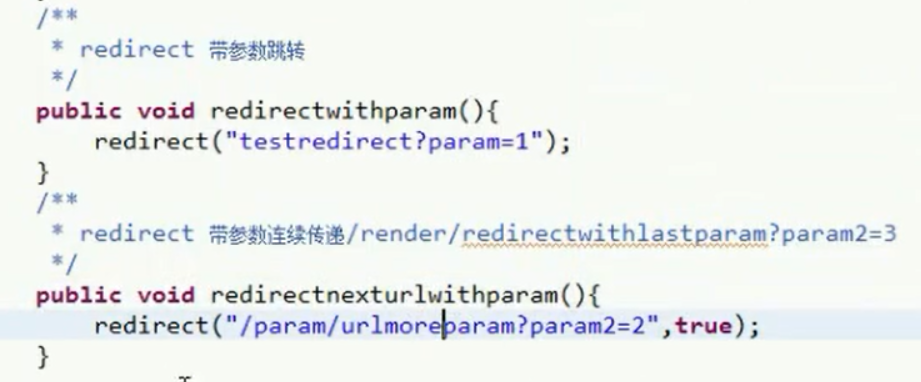 /**
 * redirect 带参数跳转
 */
public void redirectwithparam(){
    redirect("testredirect?param=1");
}
/**
 * redirect 带参数连续传递/render/redirectwithlastparam?param2=3
 */
public void redirectnexturlwithparam(){
    redirect("/param/urlmoreparam?param2=2",true);
}